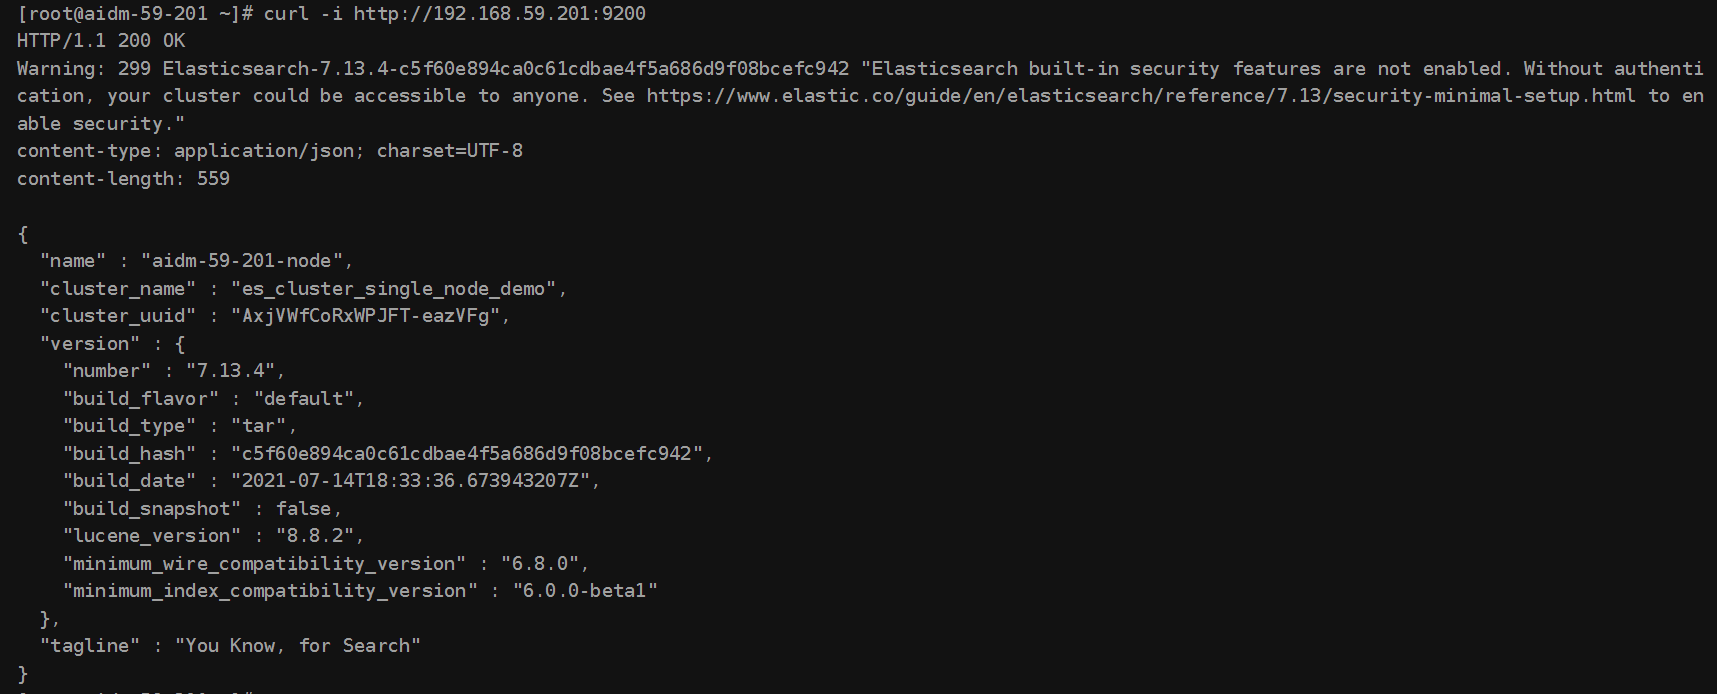 [root@aidm-59-201 ~]# curl -i http://192.168.59.201:9200
HTTP/1.1 200 OK
Warning: 299 Elasticsearch-7.13.4-c5f60e894ca0c61cdbae4f5a686d9f08bcefc942 "Elasticsearch built-in security features are not enabled. Without authenti
cation, your cluster could be accessible to anyone. See https://www.elastic.co/guide/en/elasticsearch/reference/7.13/security-minimal-setup.html to en
able security."
content-type: application/json; charset=UTF-8
content-length: 559

{
  "name" : "aidm-59-201-node",
  "cluster_name" : "es_cluster_single_node_demo",
  "cluster_uuid" : "AxjVWfCoRxWPJFT-eazVFg",
  "version" : {
    "number" : "7.13.4",
    "build_flavor" : "default",
    "build_type" : "tar",
    "build_hash" : "c5f60e894ca0c61cdbae4f5a686d9f08bcefc942",
    "build_date" : "2021-07-14T18:33:36.673943207Z",
    "build_snapshot" : false,
    "lucene_version" : "8.8.2",
    "minimum_wire_compatibility_version" : "6.8.0",
    "minimum_index_compatibility_version" : "6.0.0-beta1"
  },
  "tagline" : "You Know, for Search"
}